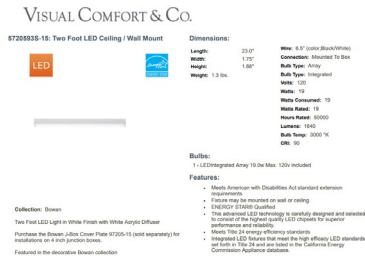 VISUAL COMFORT & CO.
5720593S-15: Two Foot LED Ceiling / Wall Mount
LED
Collection: Bowan
Two Foot LED Light in White Finish with White Acrylic Diffuser
Purchase the Bowan J-Box Cover Plate 97205-15 (sold separately) for
installations on 4 inch junction boxes.
Featured in the decorative Bowan collection
Dimensions:
Length: 23.0"
Width: 1.75"
Height: 1.88"
Weight: 1.3 lbs.
Wire: 6.5" (color:Black/White)
Connection: Mounted To Box
Bulb Type: Array
Bulb Type: Integrated
Volts: 120
Watts: 19
Watts Consumed: 19
Watts Rated: 19
Hours Rated: 50000
Lumens: 1640
Bulb Temp: 3000 °K
CRI: 90
Bulbs:
1 - LEDIntegrated Array 19.0w Max. 120v included
Features:
• Meets American with Disabilities Act standard extension
requirements
• Fixture may be mounted on wall or ceiling
• ENERGY STAR® Qualified
• This advanced LED technology is carefully designed and selected
to consist of the highest quality LED chipsets for superior
performance and reliability.
• Meets Title 24 energy efficiency standards
• Integrated LED fixtures that meet the high efficacy LED standards
set forth in Title 24 and are listed in the California Energy
Commission Appliance database.